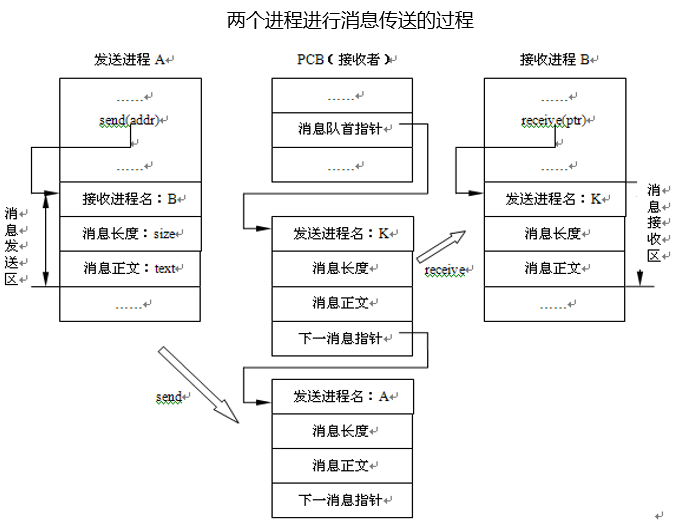 两个进程进行消息传送的过程
发送进程 A
......
send(addr)
......
接收进程名：B
消息长度：size
消息正文：text
......
消息发送区
send
PCB（接收者）
......
消息队首指针
......
发送进程名：K
消息长度
消息正文
下一消息指针
发送进程名：A
消息长度
消息正文
下一消息指针
receive
接收进程 B
......
receive(ptr)
......
发送进程名：K
消息长度
消息正文
......
消息接收区